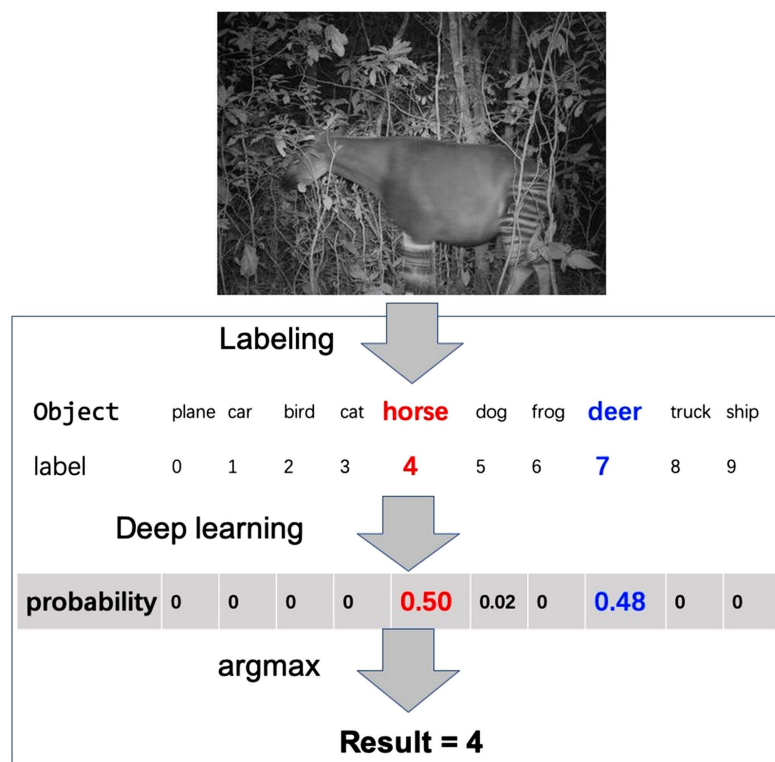 Labeling
Object plane car bird cat horse dog frog deer truck ship
label 0 1 2 3 4 5 6 7 8 9
Deep learning
probability 0 0 0 0 0.50 0.02 0 0.48 0 0
argmax
Result = 4